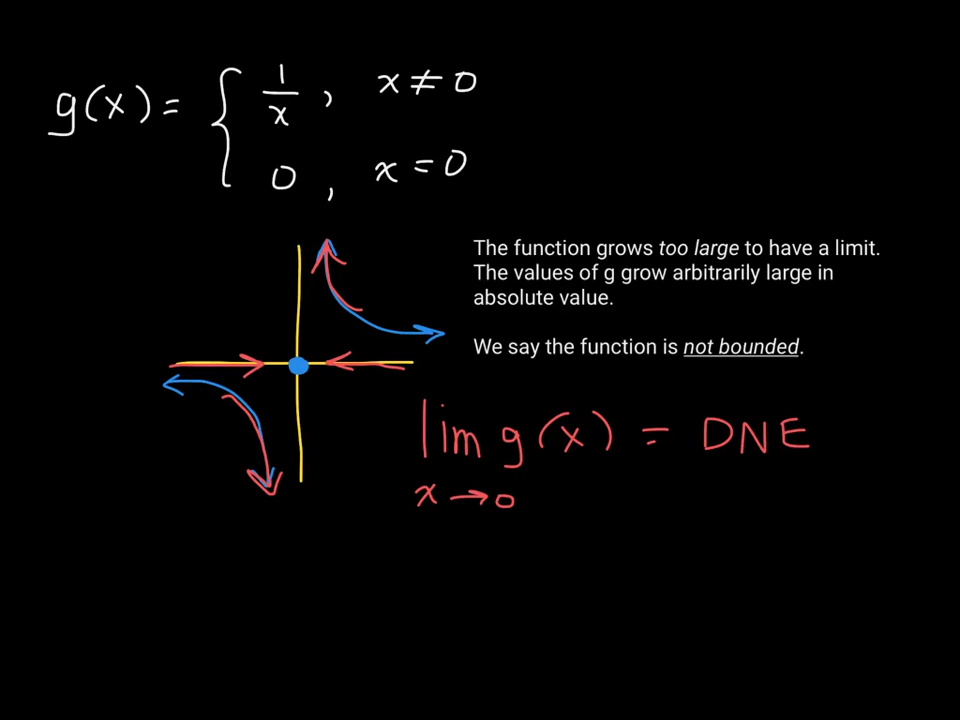 g(x) = { 1/x , x ≠ 0
0 , x = 0
The function grows too large to have a limit.
The values of g grow arbitrarily large in
absolute value.
We say the function is not bounded.
lim g(x) = DNE
x → 0